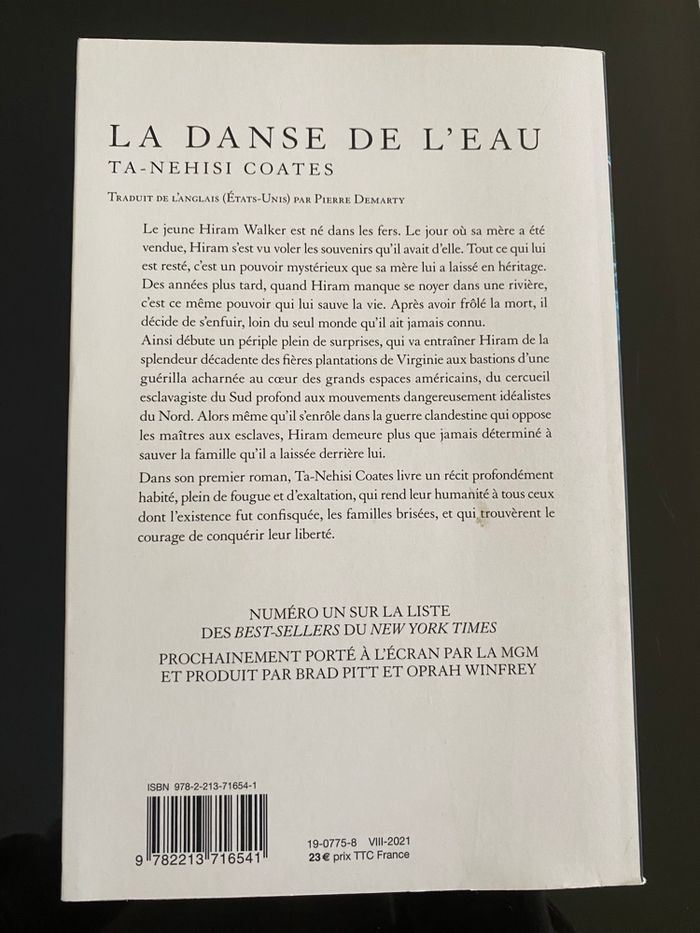 LA DANSE DE L'EAU
TA-NEHISI COATES
TRADUIT DE L'ANGLAIS (ÉTATS-UNIS) PAR PIERRE DEMARTY
Le jeune Hiram Walker est né dans les fers. Le jour où sa mère a été
vendue, Hiram s'est vu voler les souvenirs qu'il avait d'elle. Tout ce qui lui
est resté, c'est un pouvoir mystérieux que sa mère lui a laissé en héritage.
Des années plus tard, quand Hiram manque se noyer dans une rivière,
c'est ce même pouvoir qui lui sauve la vie. Après avoir frôlé la mort, il
décide de s'enfuir, loin du seul monde qu'il ait jamais connu.
Ainsi débute un périple plein de surprises, qui va entraîner Hiram de la
splendeur décadente des fières plantations de Virginie aux bastions d'une
guérilla acharnée au cœur des grands espaces américains, du cercueil
esclavagiste du Sud profond aux mouvements dangereusement idéalistes
du Nord. Alors même qu'il s'enrôle dans la guerre clandestine qui oppose
les maîtres aux esclaves, Hiram demeure plus que jamais déterminé à
sauver la famille qu'il a laissée derrière lui.
Dans son premier roman, Ta-Nehisi Coates livre un récit profondément
habité, plein de fougue et d'exaltation, qui rend leur humanité à tous ceux
dont l'existence fut confisquée, les familles brisées, et qui trouvèrent le
courage de conquérir leur liberté.
NUMÉRO UN SUR LA LISTE
DES BEST-SELLERS DU NEW YORK TIMES
PROCHAINEMENT PORTÉ À L'ÉCRAN PAR LA MGM
ET PRODUIT PAR BRAD PITT ET OPRAH WINFREY
ISBN 978-2-213-71654-1
9 782213 716541
19-0775-8 VIII-2021
23 € prix TTC France